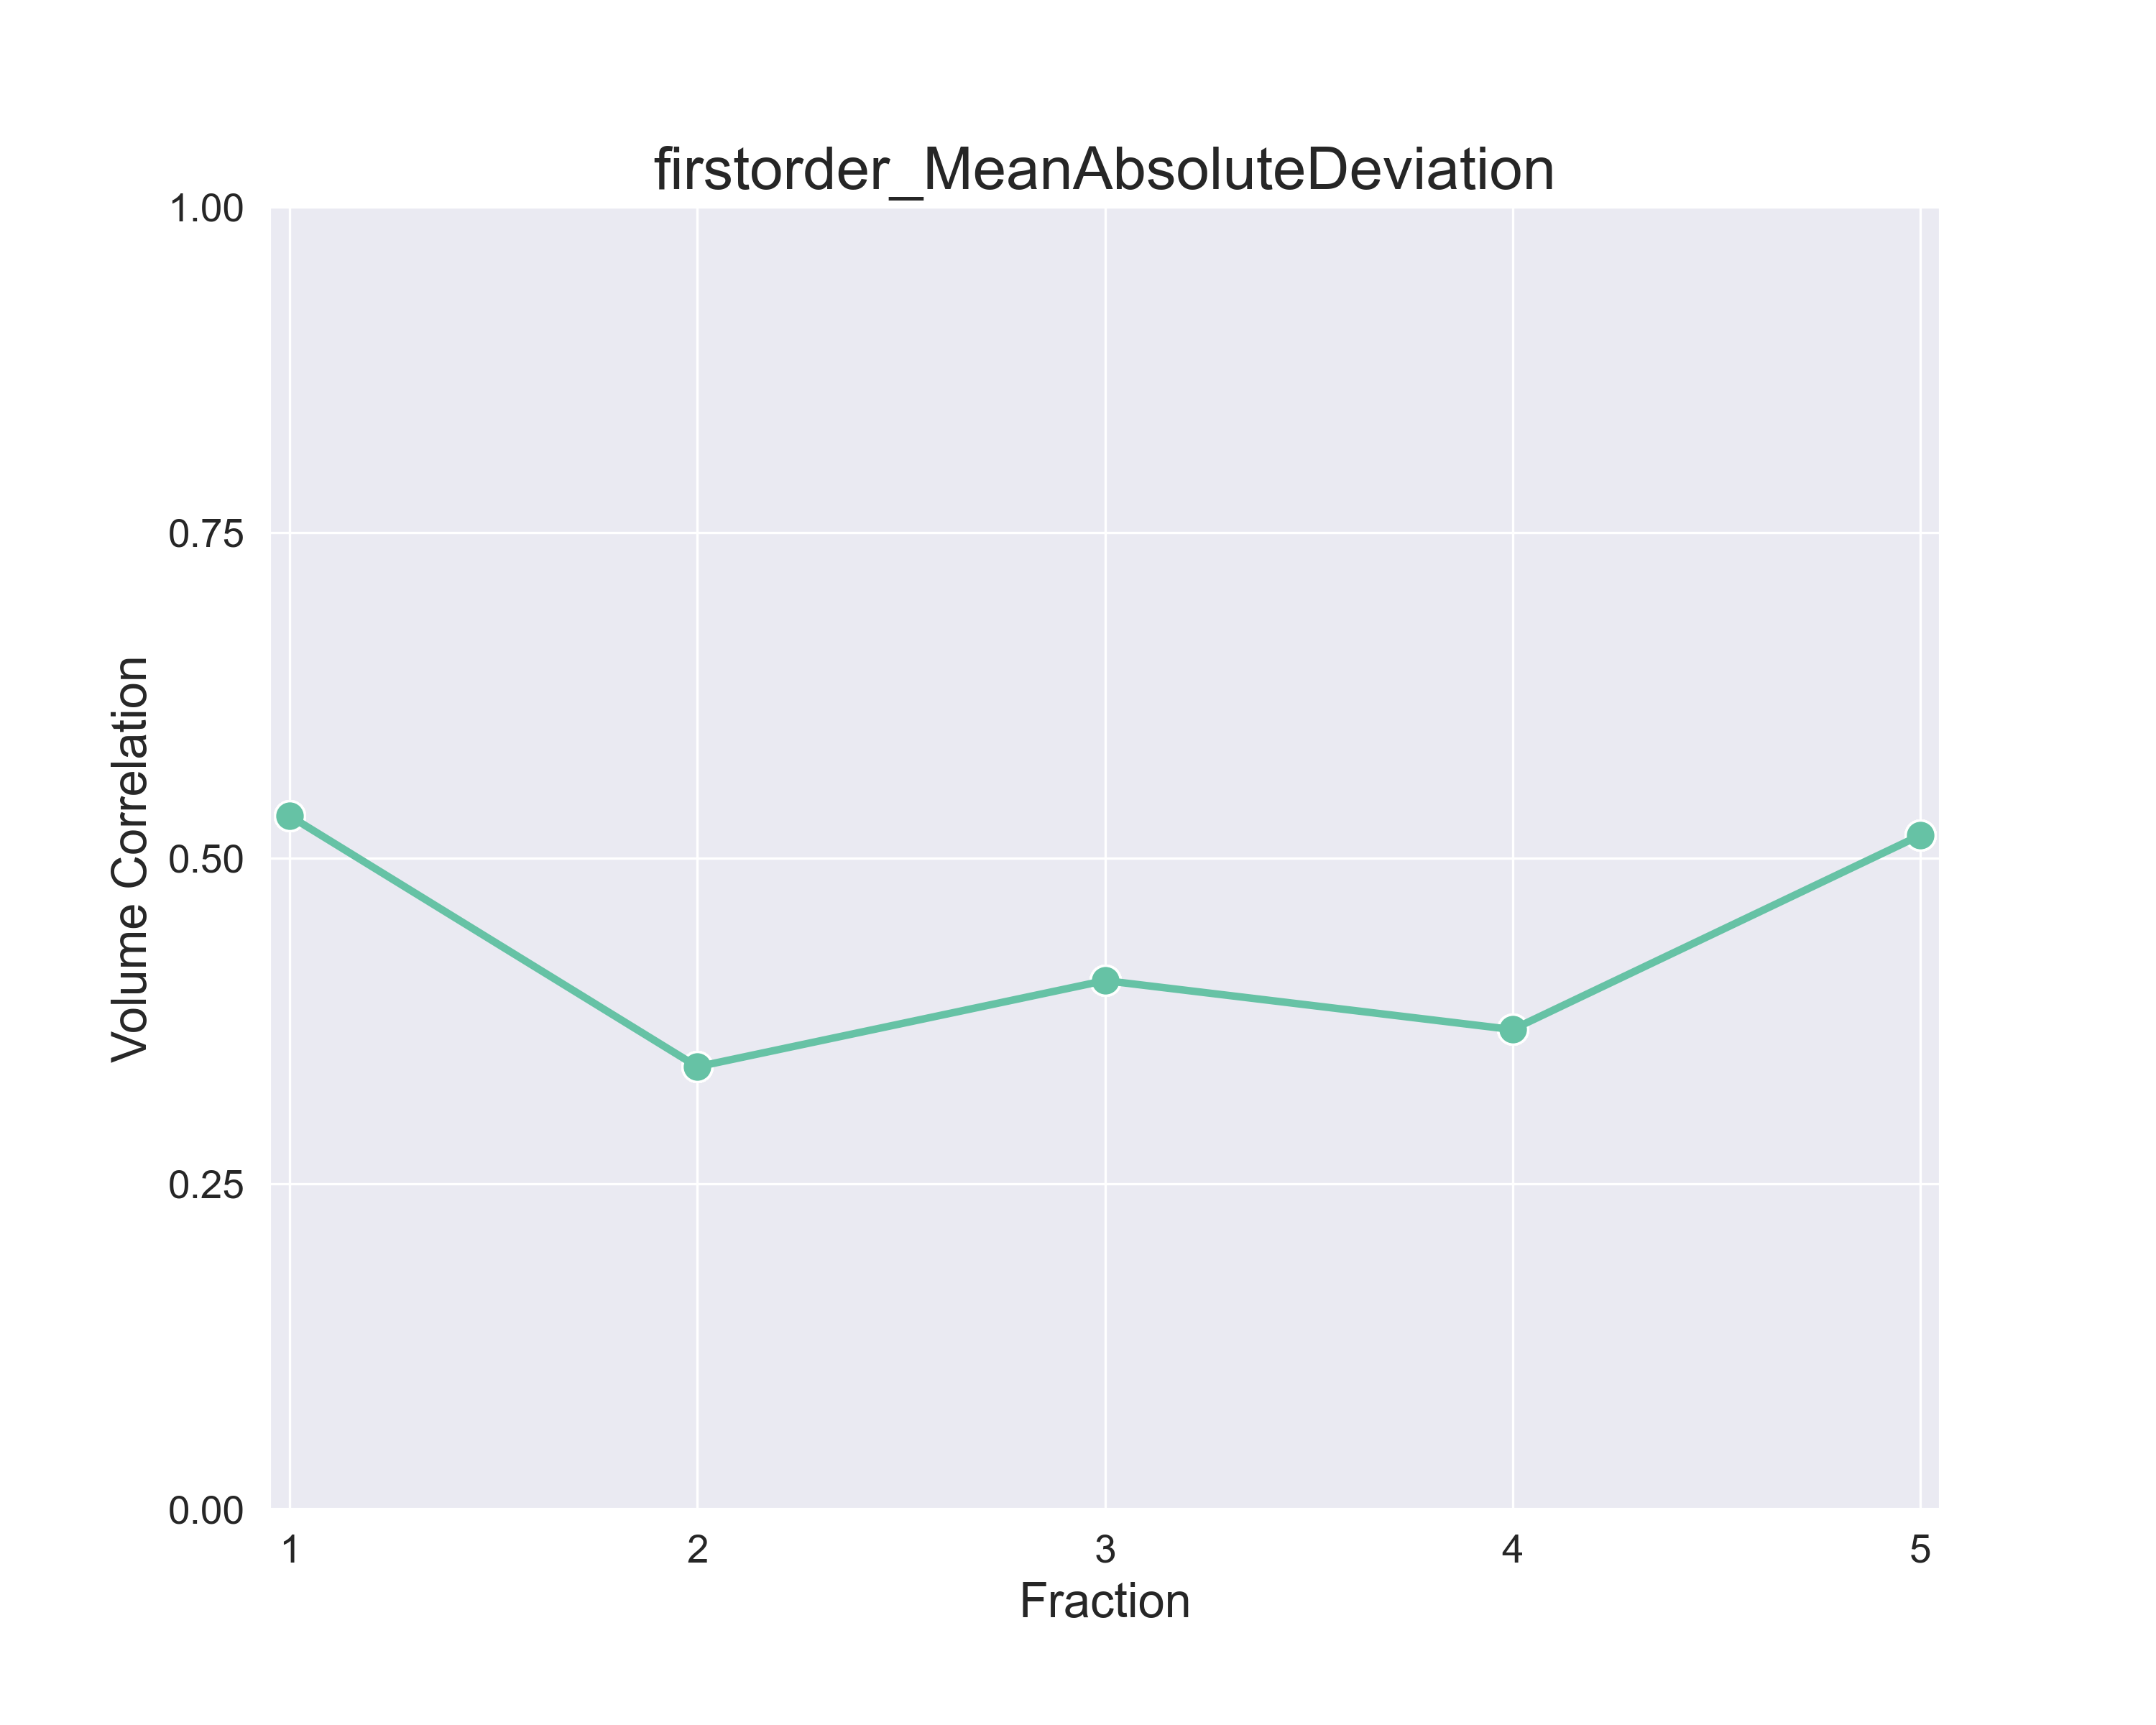 firstorder_MeanAbsoluteDeviation
1.00
0.75
0.50
0.25
0.00
Volume Correlation
1 2 3 4 5
Fraction